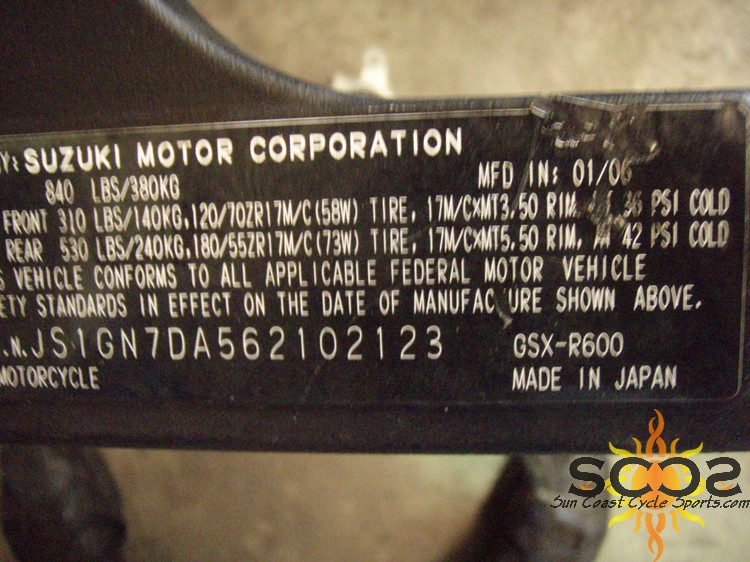 Y: SUZUKI MOTOR CORPORATION
840 LBS/380KG MFD IN: 01/06
FRONT 310 LBS/140KG,120/70ZR17M/C(58W) TIRE, 17M/CXMT3.50 RIM, 36 PSI COLD
REAR 530 LBS/240KG,180/55ZR17M/C(73W) TIRE, 17M/CXMT5.50 RIM, 42 PSI COLD
S VEHICLE CONFORMS TO ALL APPLICABLE FEDERAL MOTOR VEHICLE
ETY STANDARDS IN EFFECT ON THE DATE OF MANUFAC URE SHOWN ABOVE.
.N. JS1GN7DA562102123 GSX-R600
MOTORCYCLE MADE IN JAPAN
SCCS
Sun Coast Cycle Sports.com